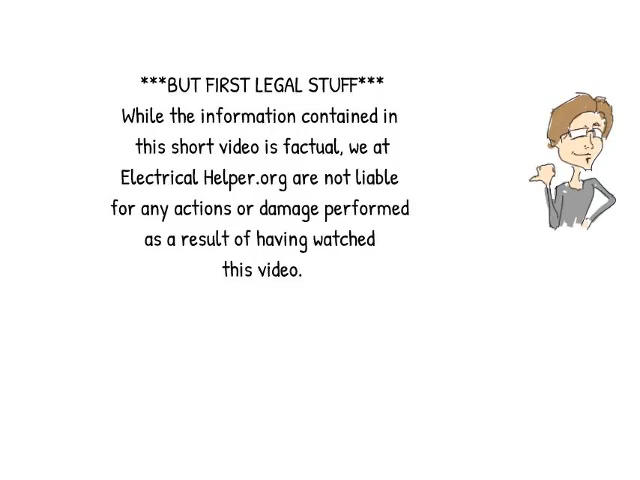 ***BUT FIRST LEGAL STUFF***
While the information contained in
this short video is factual, we at
Electrical Helper.org are not liable
for any actions or damage performed
as a result of having watched
this video.